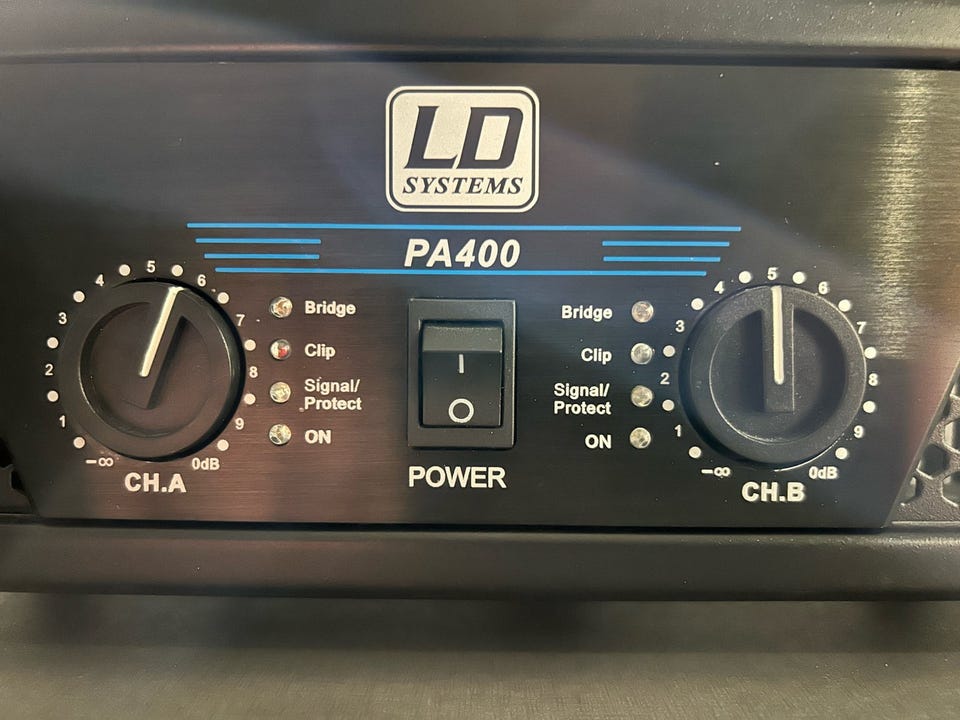 LD
SYSTEMS
PA400
1
2
3
4
5
6
7
8
9
-∞
0dB
CH.A
Bridge
Clip
Signal/
Protect
ON
I
O
POWER
Bridge
Clip
Signal/
Protect
ON
1
2
3
4
5
6
7
8
9
-∞
0dB
CH.B